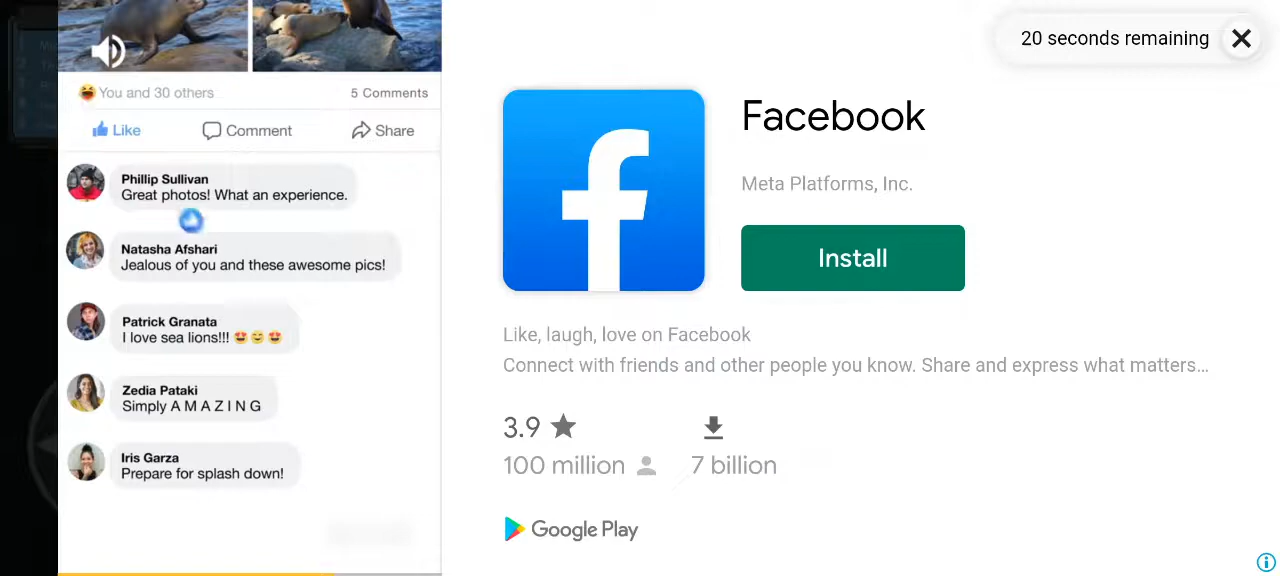 You and 30 others
5 Comments
Like
Comment
Share
Phillip Sullivan
Great photos! What an experience.
Natasha Afshari
Jealous of you and these awesome pics!
Patrick Granata
I love sea lions!!! 🤩😊🤩
Zedia Pataki
Simply A M A Z I N G
Iris Garza
Prepare for splash down!
20 seconds remaining
Facebook
Meta Platforms, Inc.
Install
Like, laugh, love on Facebook
Connect with friends and other people you know. Share and express what matters...
3.9
100 million
7 billion
Google Play